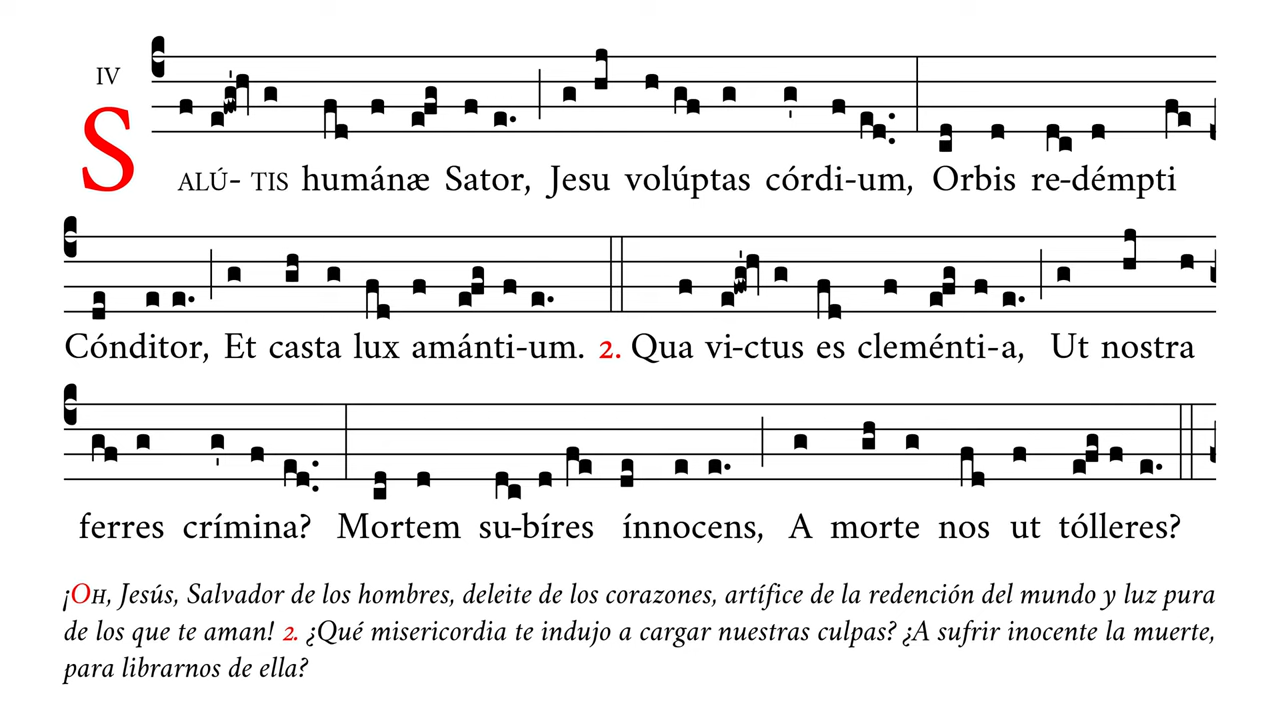 IV
SALÚ- TIS humánæ Sator, Jesu volúptas córdi-um, Orbis re-démpti
Cónditor, Et casta lux amánti-um. 2. Qua vi-ctus es cleménti-a, Ut nostra
ferres crímina? Mortem su-bíres ínnocens, A morte nos ut tólleres?
¡OH, Jesús, Salvador de los hombres, deleite de los corazones, artífice de la redención del mundo y luz pura
de los que te aman! 2. ¿Qué misericordia te indujo a cargar nuestras culpas? ¿A sufrir inocente la muerte,
para librarnos de ella?